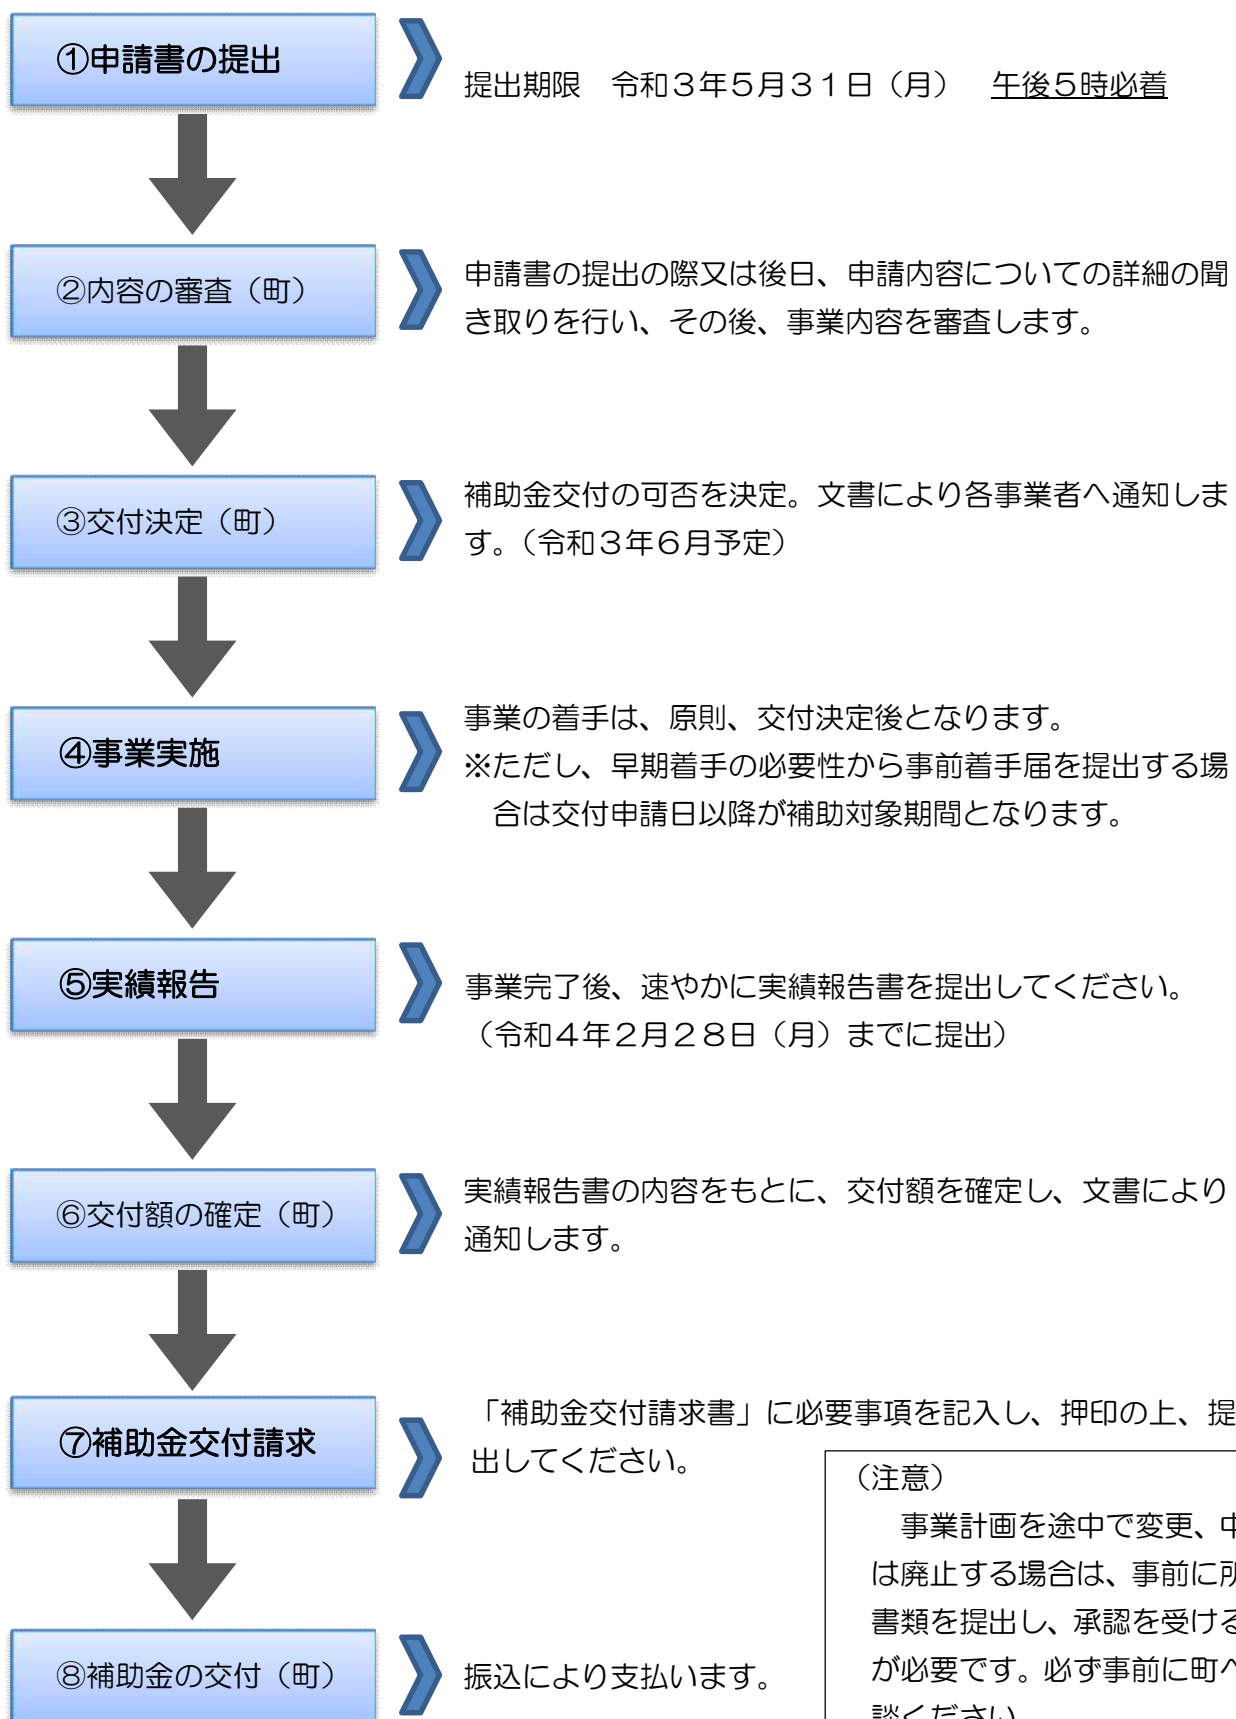 ①申請書の提出
提出期限　令和３年５月３１日（月）　午後５時必着
②内容の審査（町）
申請書の提出の際又は後日、申請内容についての詳細の聞
き取りを行い、その後、事業内容を審査します。
③交付決定（町）
補助金交付の可否を決定。文書により各事業者へ通知しま
す。（令和３年６月予定）
④事業実施
事業の着手は、原則、交付決定後となります。
※ただし、早期着手の必要性から事前着手届を提出する場
合は交付申請日以降が補助対象期間となります。
⑤実績報告
事業完了後、速やかに実績報告書を提出してください。
（令和４年２月２８日（月）までに提出）
⑥交付額の確定（町）
実績報告書の内容をもとに、交付額を確定し、文書により
通知します。
⑦補助金交付請求
「補助金交付請求書」に必要事項を記入し、押印の上、提
出してください。
⑧補助金の交付（町）
振込により支払います。
（注意）
事業計画を途中で変更、
は廃止する場合は、事前に
書類を提出し、承認を受ける
が必要です。必ず事前に町へ
談ください